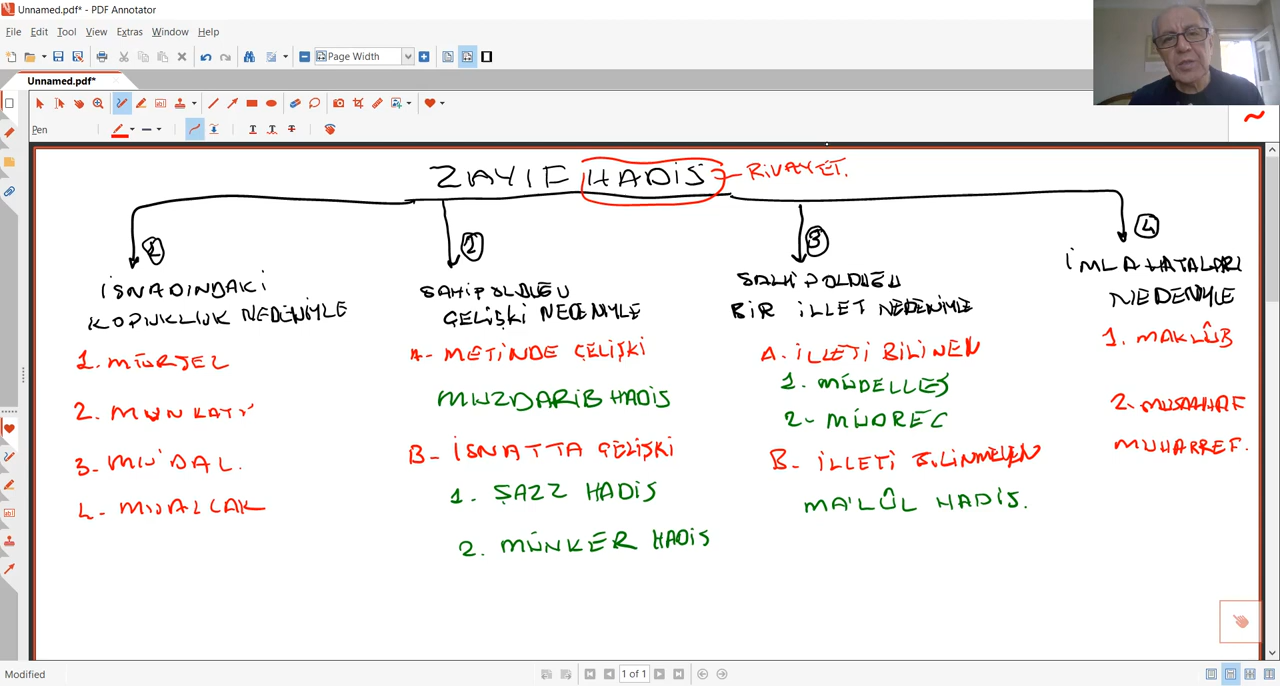 Unnamed.pdf* - PDF Annotator
File Edit Tool View Extras Window Help
Page Width
Unnamed.pdf*
Pen
ZAYIF HADİS RİVAYET.
1
İSNADINDAKİ
KOPUKLUK NEDENİYLE
1. MÜRSEL
2. MUNKATİ'
3- MU'DAL.
4- MUALLAK
2
SAHİP OLDUĞU
ÇELİŞKİ NEDENİYLE
A- METİNDE ÇELİŞKİ
MUZDARİB HADİS
B- İSNATTA ÇELİŞKİ
1. ŞAZZ HADİS
2. MÜNKER HADİS
3
SAHİP OLDUĞU
BİR İLLET NEDENİYLE
A. İLLETİ BİLİNEN
1. MÜDELLES
2- MÜDREC
B- İLLETİ BİLİNMEYEN
MA'LÛL HADİS.
4
İMLA HATALARI
NEDENİYLE
1. MAKLÛB
2- MUSAHHAF
MUHARREF.
Modified
1 of 1